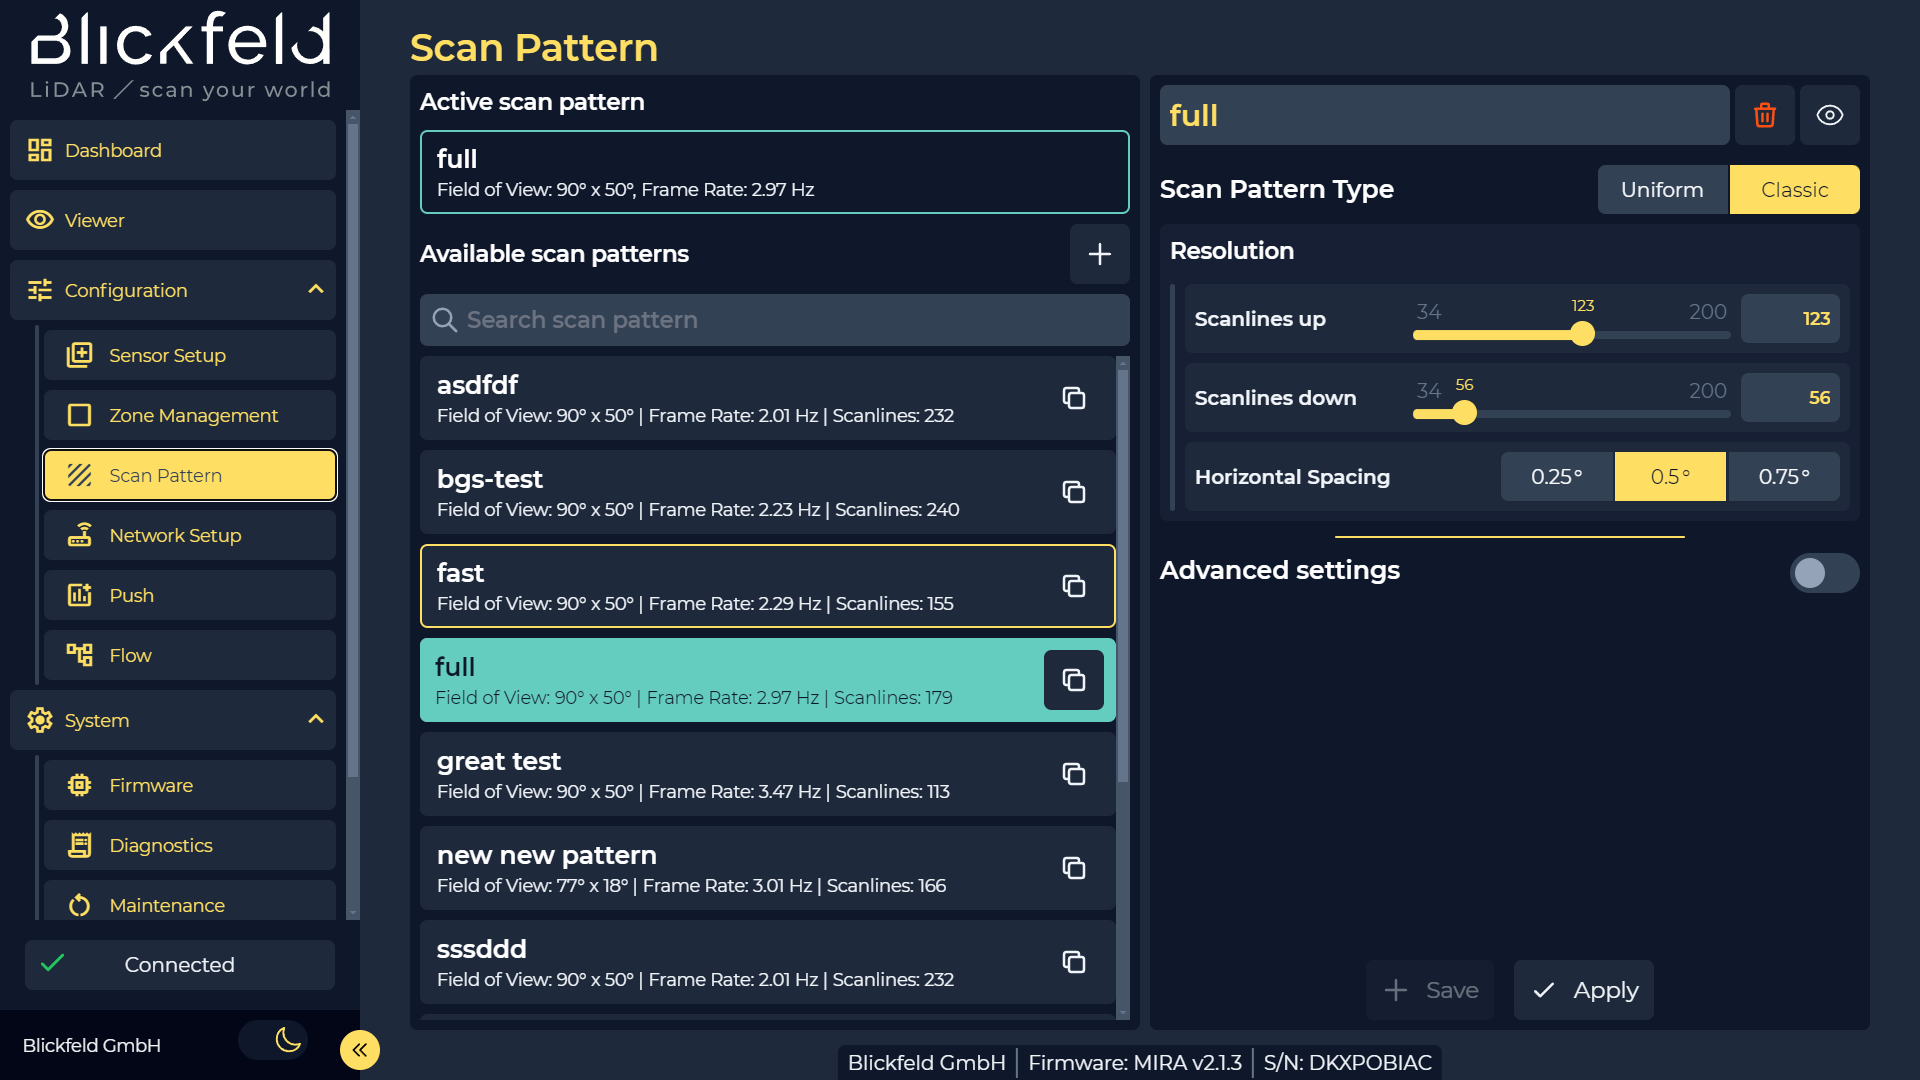 Blickfeld
LiDAR / scan your world
Dashboard
Viewer
Configuration
Sensor Setup
Zone Management
Scan Pattern
Network Setup
Push
Flow
System
Firmware
Diagnostics
Maintenance
Connected
Blickfeld GmbH
Scan Pattern
Active scan pattern
full
Field of View: 90° x 50°, Frame Rate: 2.97 Hz
Available scan patterns
Search scan pattern
asdfdf
Field of View: 90° x 50° | Frame Rate: 2.01 Hz | Scanlines: 232
bgs-test
Field of View: 90° x 50° | Frame Rate: 2.23 Hz | Scanlines: 240
fast
Field of View: 90° x 50° | Frame Rate: 2.29 Hz | Scanlines: 155
full
Field of View: 90° x 50° | Frame Rate: 2.97 Hz | Scanlines: 179
great test
Field of View: 90° x 50° | Frame Rate: 3.47 Hz | Scanlines: 113
new new pattern
Field of View: 77° x 18° | Frame Rate: 3.01 Hz | Scanlines: 166
sssddd
Field of View: 90° x 50° | Frame Rate: 2.01 Hz | Scanlines: 232
full
Scan Pattern Type
Uniform
Classic
Resolution
Scanlines up
34
123
200
123
Scanlines down
34
56
200
56
Horizontal Spacing
0.25°
0.5°
0.75°
Advanced settings
Save
Apply
Blickfeld GmbH | Firmware: MIRA v2.1.3 | S/N: DKXPOBIAC